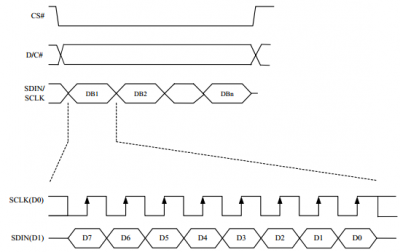 CS#
D/C#
SDIN/
SCLK
DB1 DB2 DBn
SCLK(D0)
SDIN(D1) D7 D6 D5 D4 D3 D2 D1 D0